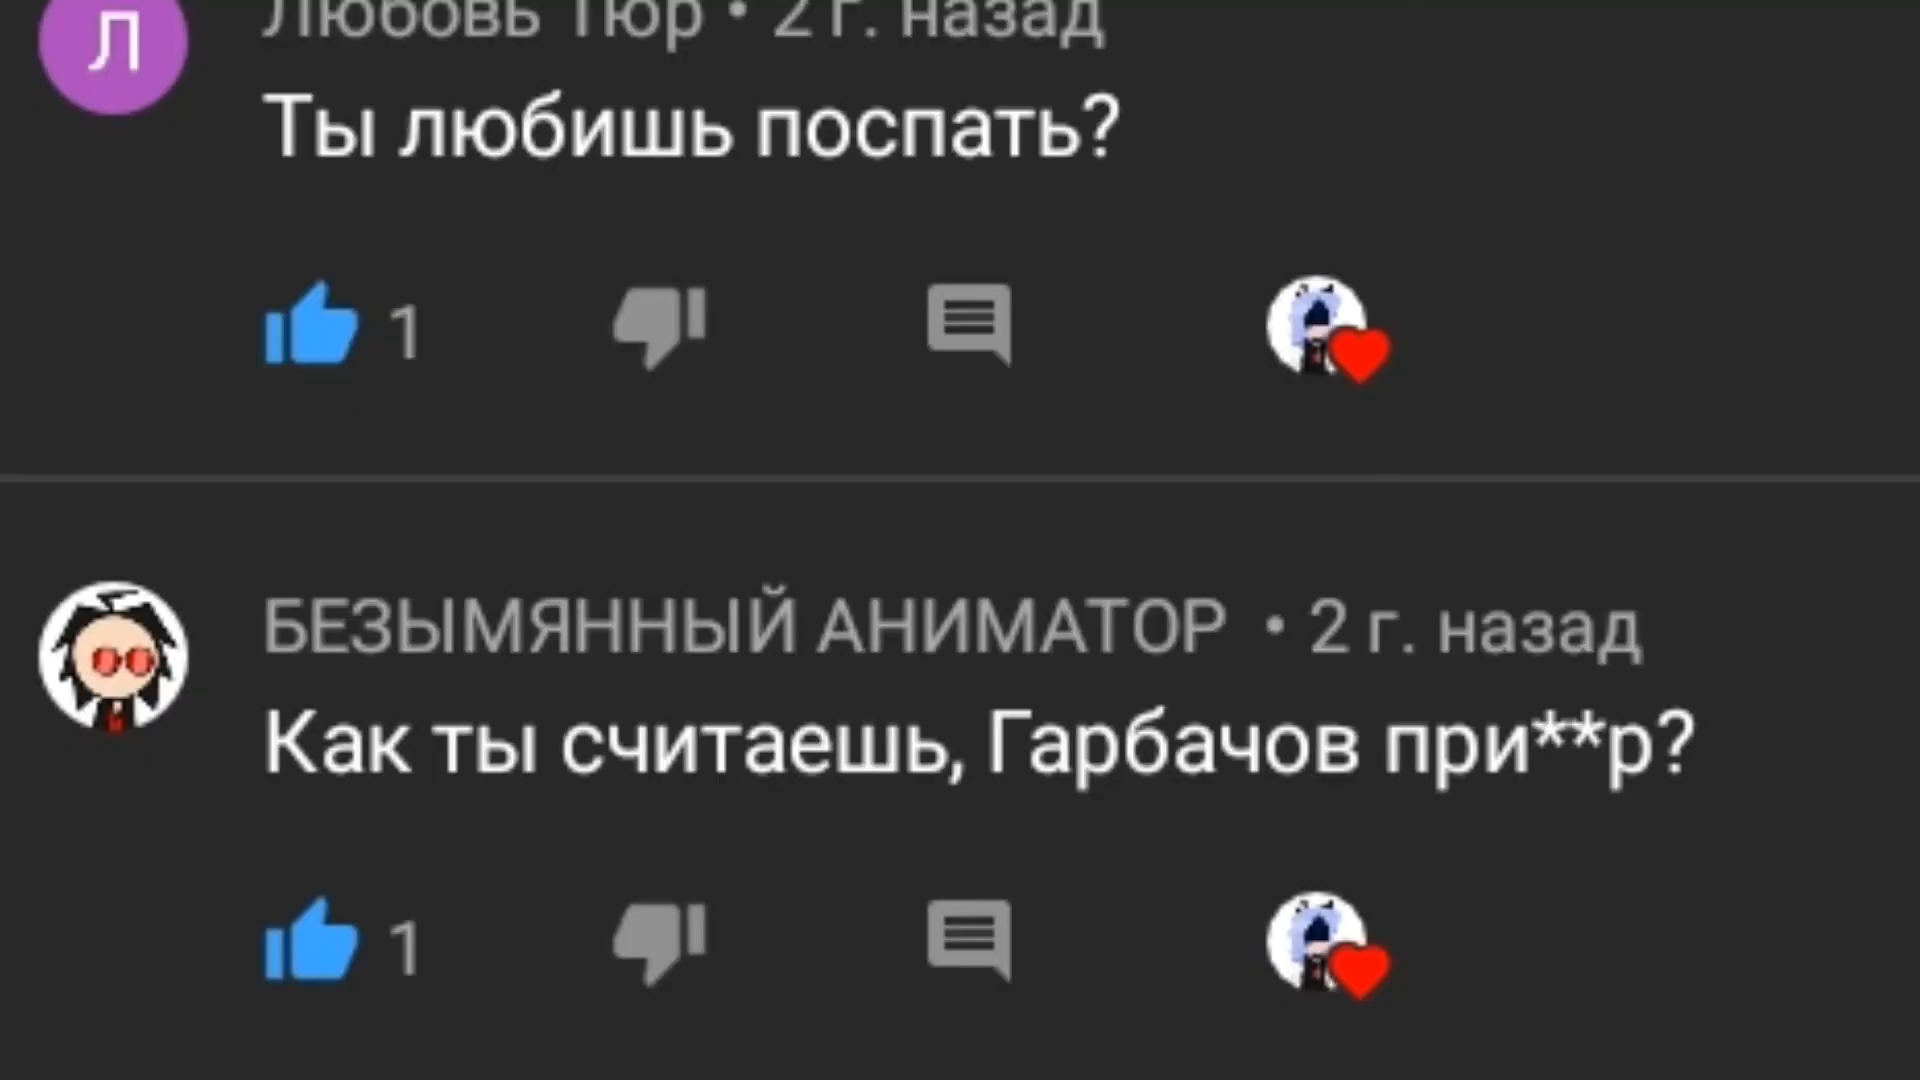 Л
Любовь Тюр • 2 г. назад
Ты любишь поспать?
1
БЕЗЫМЯННЫЙ АНИМАТОР • 2 г. назад
Как ты считаешь, Гарбачов при**р?
1